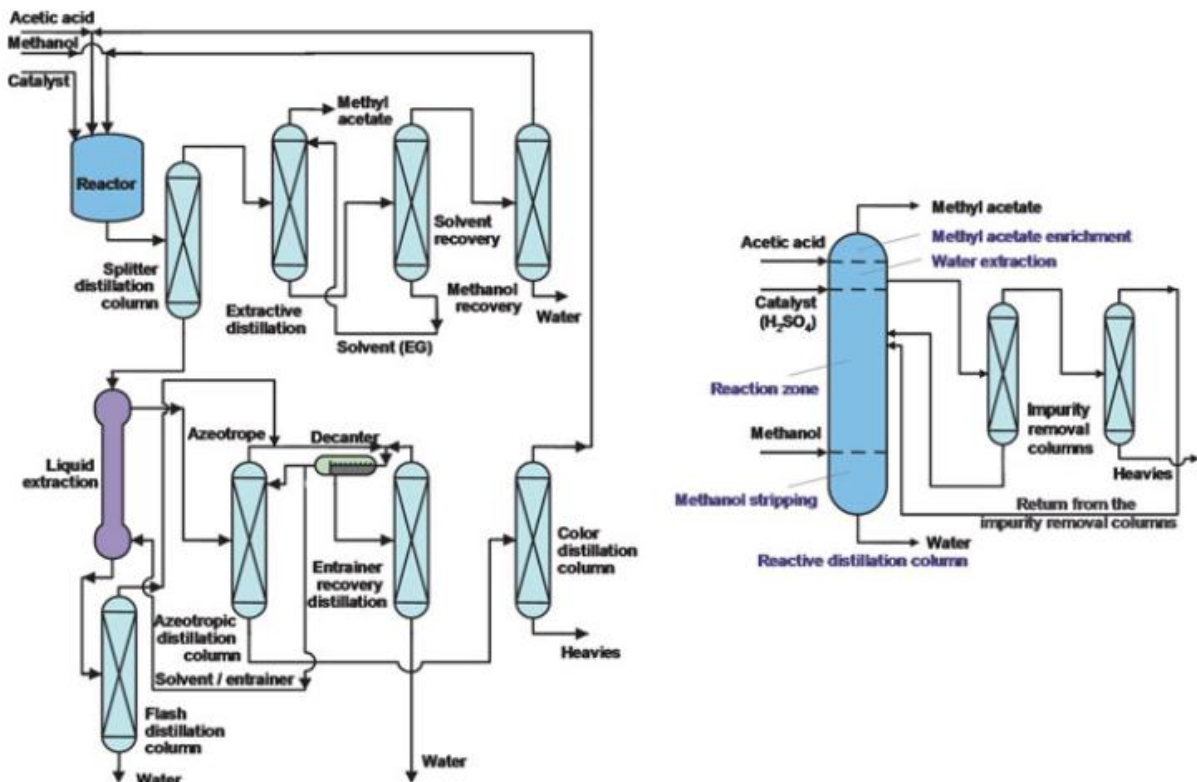 Acetic acid
Methanol
Catalyst
Reactor
Splitter
distillation
column
Methyl
acetate
Extractive
distillation
Solvent
recovery
Methanol
recovery
Water
Solvent (EG)
Liquid
extraction
Azeotrope
Decanter
Azeotropic
distillation
column
Entrainer
recovery
distillation
Color
distillation
column
Heavies
Solvent / entrainer
Flash
distillation
column
Water
Water
Methyl acetate
Acetic acid
Methyl acetate enrichment
Water extraction
Catalyst
(H2SO4)
Reaction zone
Impurity
removal
columns
Methanol
Heavies
Methanol stripping
Return from the
impurity removal columns
Water
Reactive distillation column